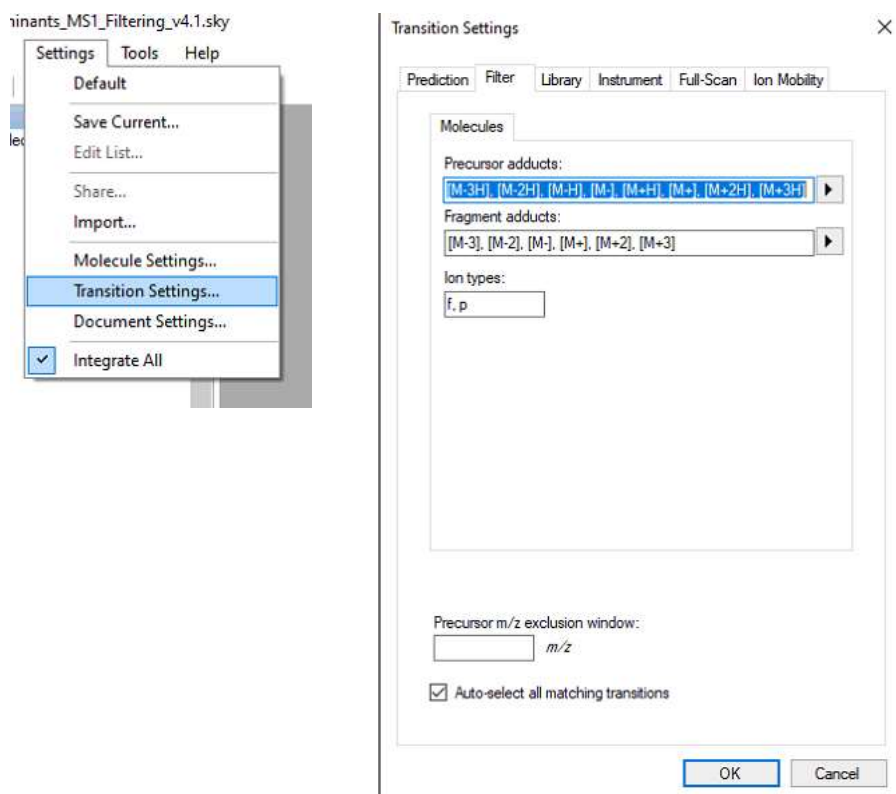 minants_MS1_Filtering_v4.1.sky
Settings Tools Help
Default
Save Current...
Edit List...
Share...
Import...
Molecule Settings...
Transition Settings...
Document Settings...
Integrate All
Transition Settings
Prediction Filter Library Instrument Full-Scan Ion Mobility
Molecules
Precursor adducts:
[M-3H], [M-2H], [M-H], [M-], [M+H], [M+], [M+2H], [M+3H]
Fragment adducts:
[M-3], [M-2], [M-], [M+], [M+2], [M+3]
Ion types:
f, p
Precursor m/z exclusion window:
m/z
Auto-select all matching transitions
OK Cancel